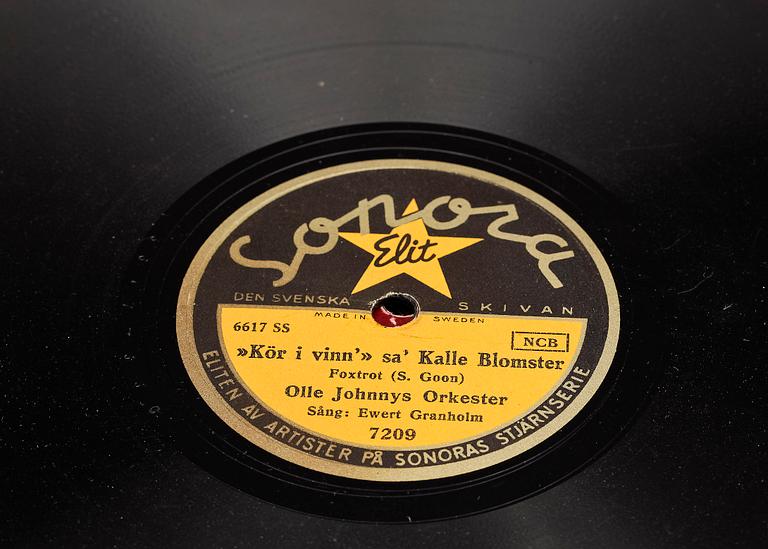 Sonora
Elit
DEN SVENSKA SKIVAN
MADE IN SWEDEN
6617 SS
NCB
»Kör i vinn'» sa' Kalle Blomster
Foxtrot (S. Goon)
Olle Johnnys Orkester
Sång: Ewert Granholm
7209
ELITEN AV ARTISTER PÅ SONORAS STJÄRNSERIE